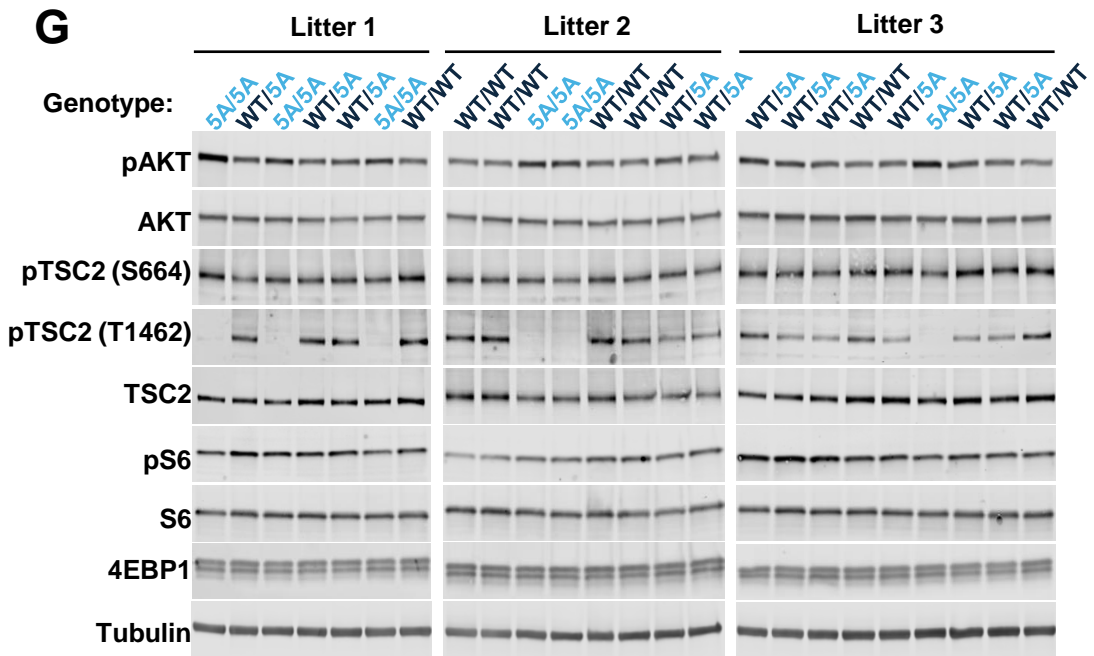 G
Litter 1 Litter 2 Litter 3
Genotype: 5A/5A WT/5A 5A/5A WT/5A WT/5A 5A/5A WT/WT WT/WT WT/WT 5A/5A 5A/5A WT/WT WT/WT WT/5A WT/5A WT/5A WT/5A WT/5A WT/WT WT/5A 5A/5A WT/WT WT/5A WT/WT
pAKT
AKT
pTSC2 (S664)
pTSC2 (T1462)
TSC2
pS6
S6
4EBP1
Tubulin